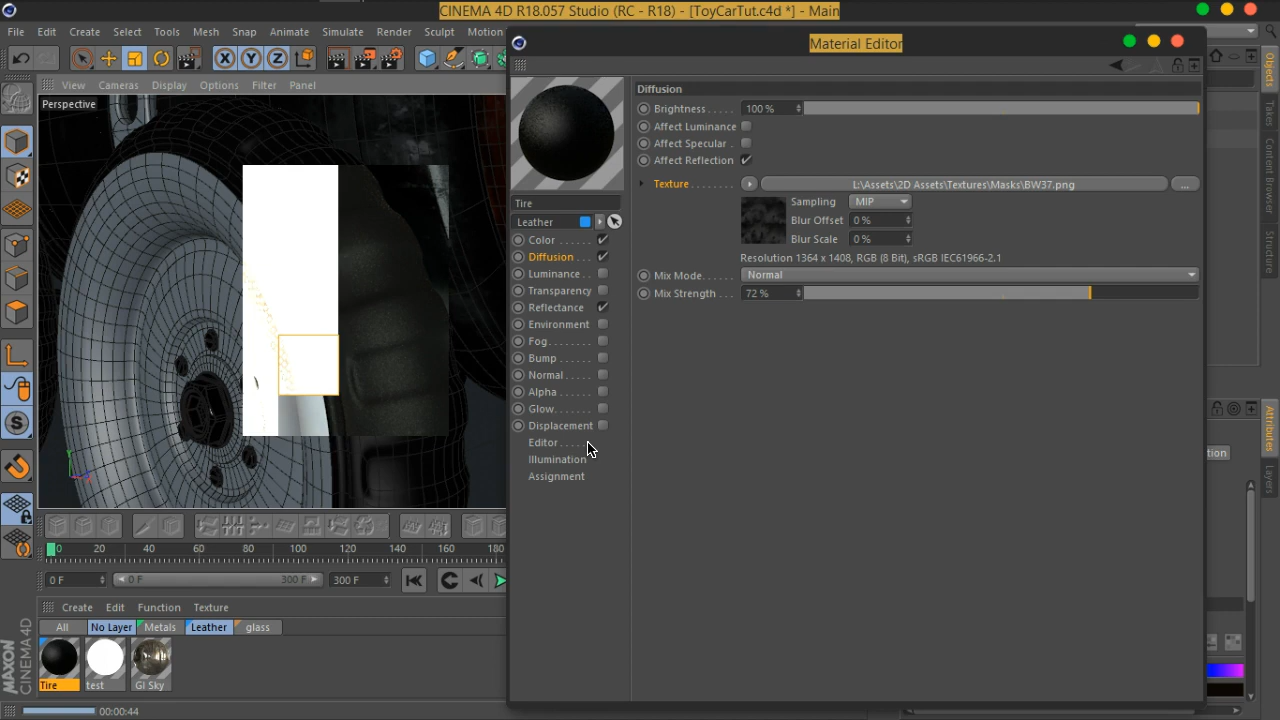 CINEMA 4D R18.057 Studio (RC - R18) - [ToyCarTut.c4d *] - Main
File Edit Create Select Tools Mesh Snap Animate Simulate Render Sculpt Motion
Material Editor
X Y Z
View Cameras Display Options Filter Panel
Perspective
Diffusion
Brightness..... 100 %
Affect Luminance
Affect Specular .
Affect Reflection
Texture........ L:\Assets\2D Assets\Textures\Masks\BW37.png ...
Sampling MIP
Blur Offset 0 %
Blur Scale 0 %
Resolution 1364 x 1408, RGB (8 Bit), sRGB IEC61966-2.1
Mix Mode...... Normal
Mix Strength... 72 %
Tire
Leather
Color ......
Diffusion ...
Luminance ..
Transparency
Reflectance
Environment
Fog........
Bump ......
Normal .....
Alpha ......
Glow.......
Displacement
Editor .....
Illumination
Assignment
Objects
Takes
Content Browser
Structure
Attributes
Layers
tion
S
0 20 40 60 80 100 120 140 160 180
0 F 0 F 300 F 300 F
Create Edit Function Texture
All No Layer Metals Leather glass
Tire test GI Sky
MAXON
CINEMA 4D
00:00:44